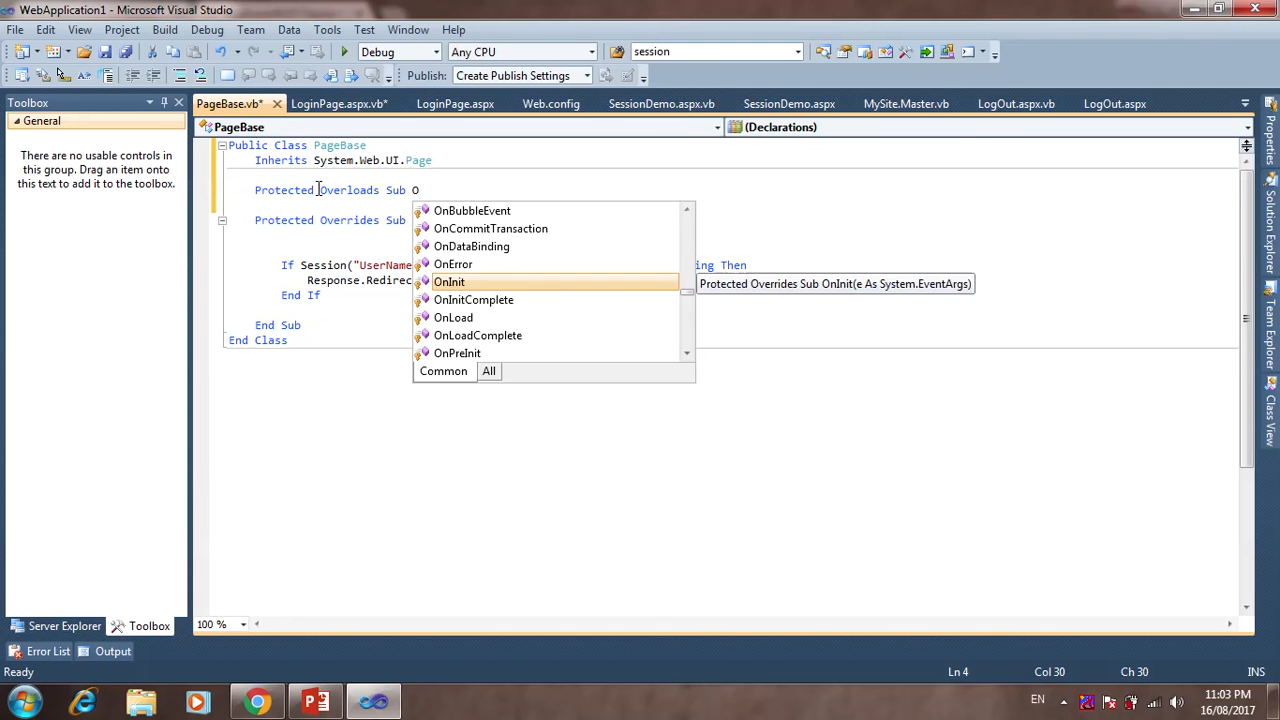 WebApplication1 - Microsoft Visual Studio
File Edit View Project Build Debug Team Data Tools Test Window Help
Debug Any CPU session
Publish: Create Publish Settings
Toolbox
PageBase.vb* LoginPage.aspx.vb* LoginPage.aspx Web.config SessionDemo.aspx.vb SessionDemo.aspx MySite.Master.vb LogOut.aspx.vb LogOut.aspx
General
PageBase (Declarations)
There are no usable controls in
this group. Drag an item onto
this text to add it to the toolbox.
Public Class PageBase
Inherits System.Web.UI.Page
Protected Overloads Sub O
Protected Overrides Sub
If Session("UserName ing Then
Response.Redirec
End If
End Sub
End Class
OnBubbleEvent
OnCommitTransaction
OnDataBinding
OnError
OnInit
OnInitComplete
OnLoad
OnLoadComplete
OnPreInit
Common All
Protected Overrides Sub OnInit(e As System.EventArgs)
Properties
Team Explorer
Class View
100 %
Server Explorer Toolbox
Error List Output
Ready Ln 4 Col 30 Ch 30 INS
EN
11:03 PM
16/08/2017